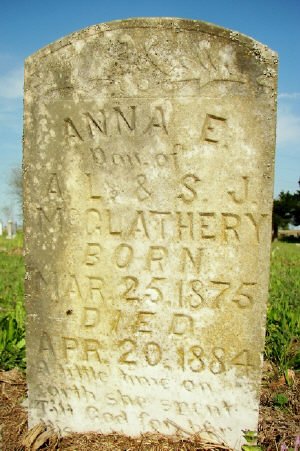 ANNA E.
Dau. of
A. L. & S. J.
McGLATHERY
BORN
MAR. 25. 1875
DIED
APR. 20. 1884
A little time on
earth she spent
Till God for